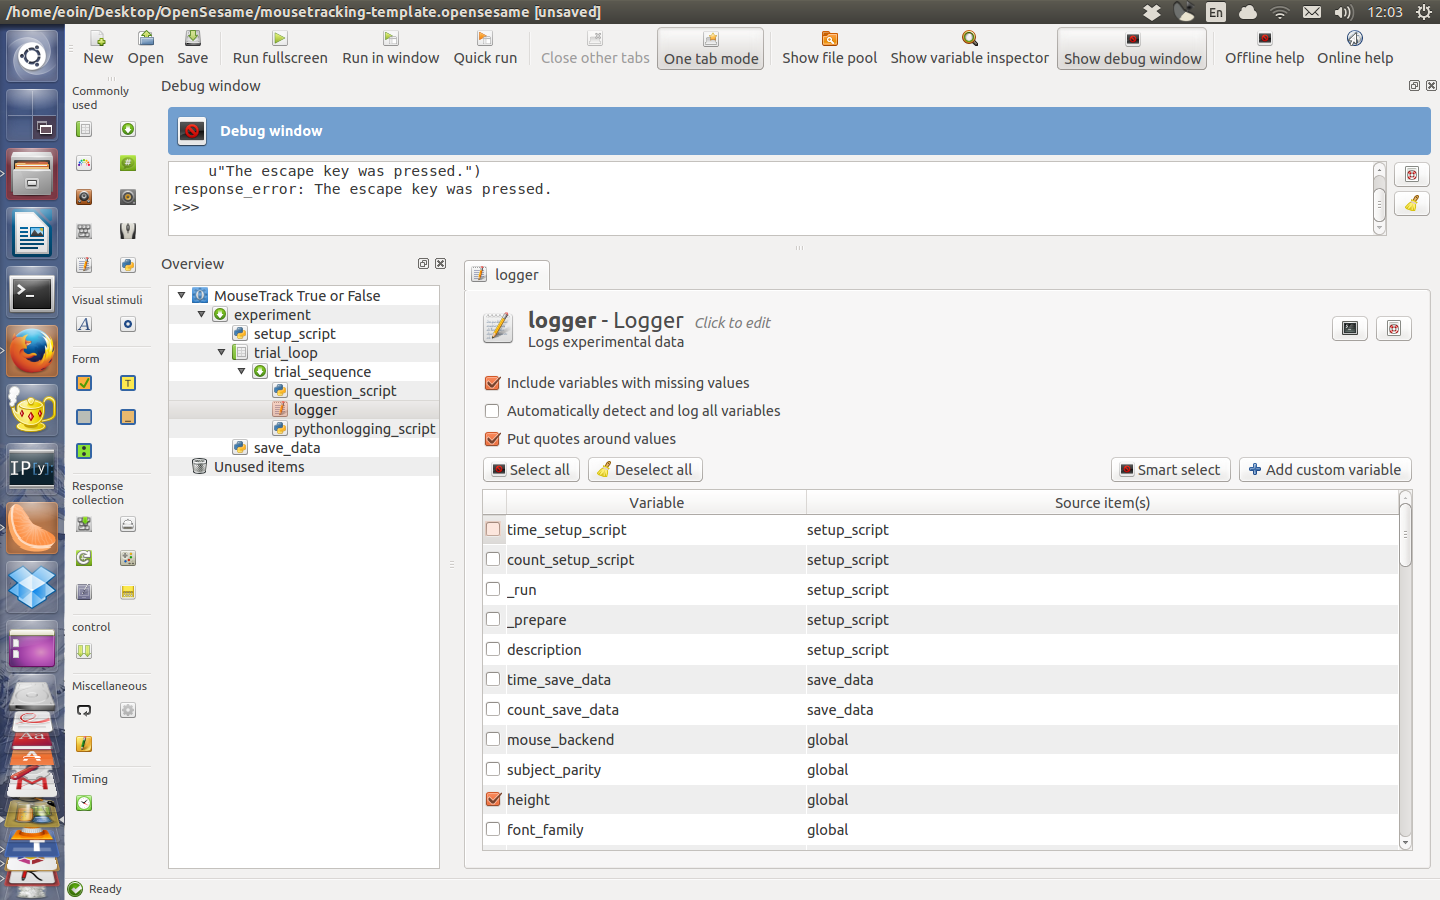 /home/eoin/Desktop/OpenSesame/mousetracking-template.opensesame [unsaved]
En
12:03
New
Open
Save
Run fullscreen
Run in window
Quick run
Close other tabs
One tab mode
Show file pool
Show variable inspector
Show debug window
Offline help
Online help
Commonly
used
Debug window
Debug window
u"The escape key was pressed.")
response_error: The escape key was pressed.
>>>
Visual stimuli
Form
Response
collection
control
Miscellaneous
Timing
IP[y]:
Overview
MouseTrack True or False
experiment
setup_script
trial_loop
trial_sequence
question_script
logger
pythonlogging_script
save_data
Unused items
logger
logger - Logger Click to edit
Logs experimental data
Include variables with missing values
Automatically detect and log all variables
Put quotes around values
Select all
Deselect all
Smart select
Add custom variable
Variable
Source item(s)
time_setup_script setup_script
count_setup_script setup_script
_run setup_script
_prepare setup_script
description setup_script
time_save_data save_data
count_save_data save_data
mouse_backend global
subject_parity global
height global
font_family global
Ready